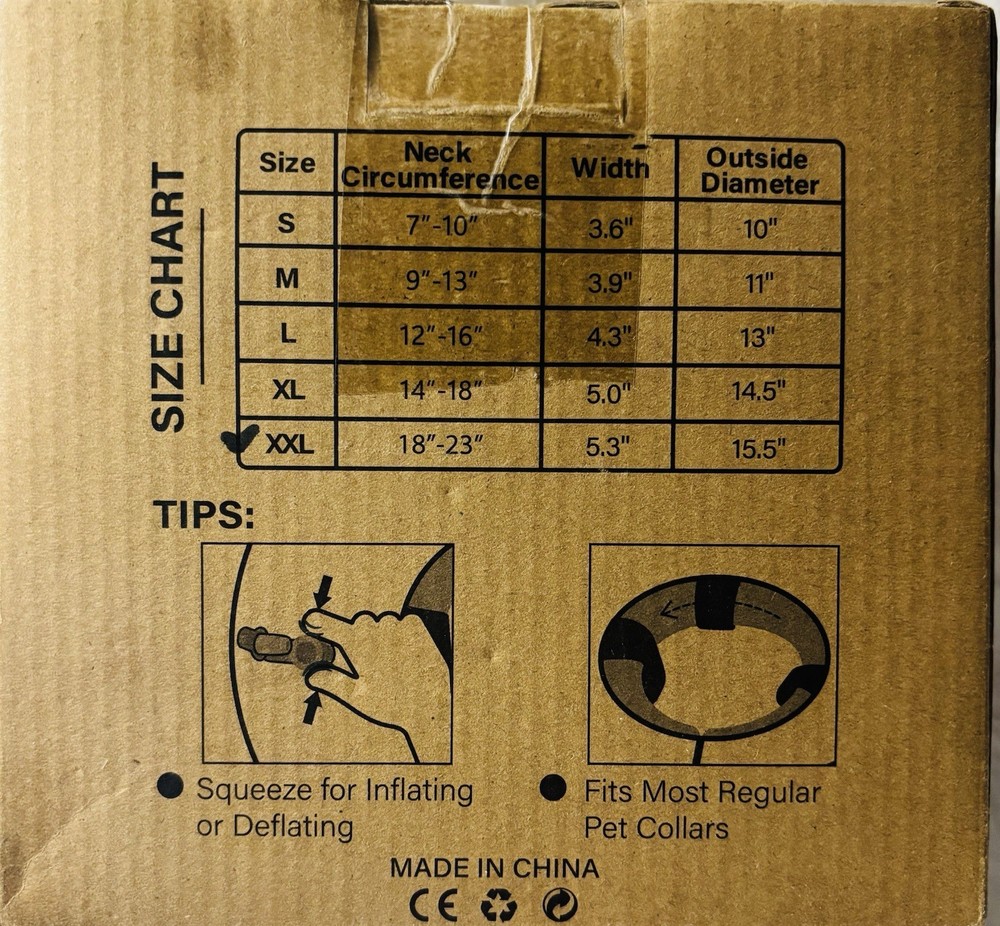 SIZE CHART
Size Neck Circumference Width Outside Diameter
S 7”-10” 3.6" 10"
M 9”-13” 3.9" 11"
L 12”-16” 4.3" 13"
XL 14”-18” 5.0" 14.5"
XXL 18”-23” 5.3" 15.5"
TIPS:
Squeeze for Inflating
or Deflating
Fits Most Regular
Pet Collars
MADE IN CHINA
CE